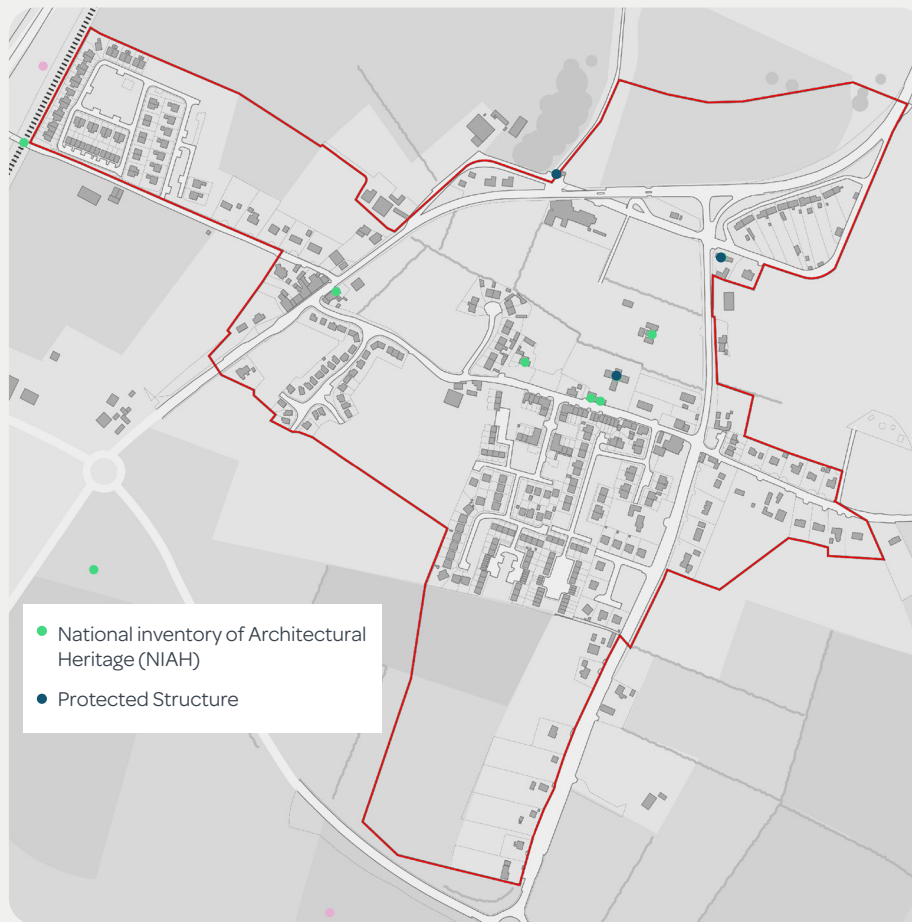 National inventory of Architectural
Heritage (NIAH)
Protected Structure